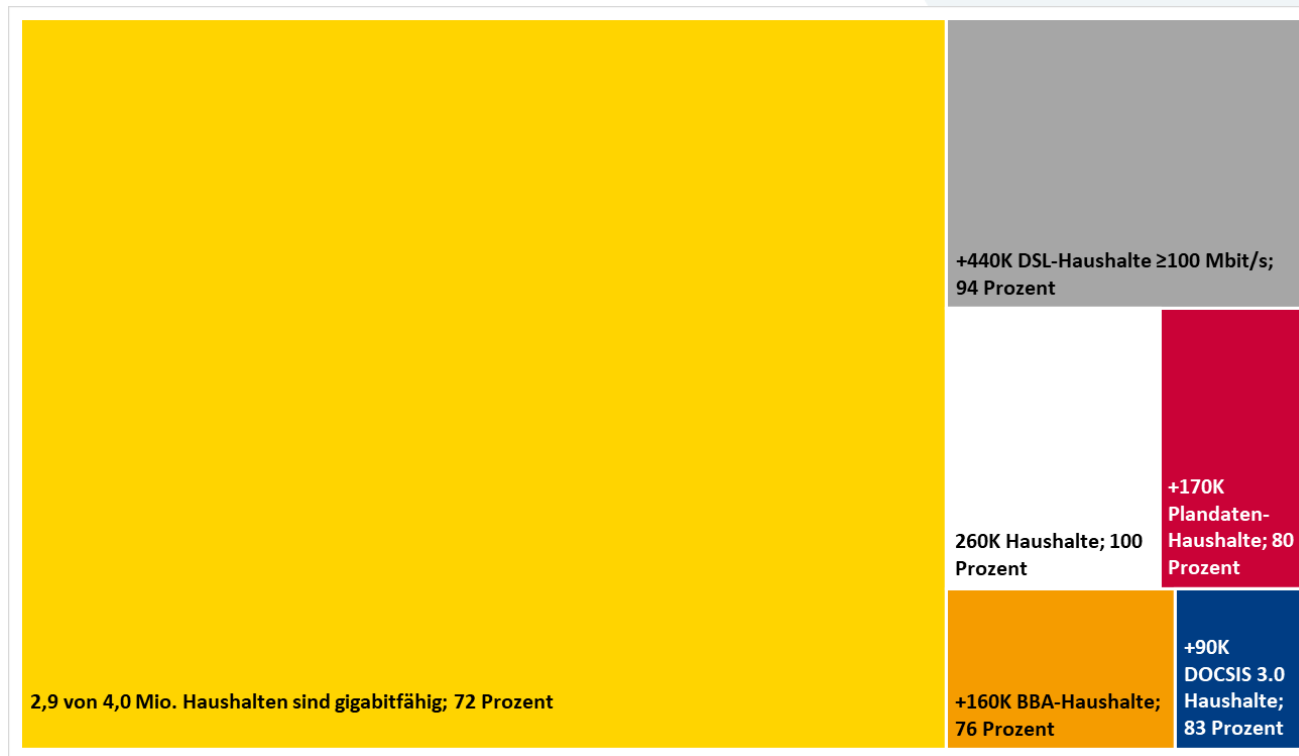 2,9 von 4,0 Mio. Haushalten sind gigabitfähig; 72 Prozent
+440K DSL-Haushalte ≥100 Mbit/s;
94 Prozent
260K Haushalte; 100
Prozent
+170K
Plandaten-
Haushalte; 80
Prozent
+160K BBA-Haushalte;
76 Prozent
+90K
DOCSIS 3.0
Haushalte;
83 Prozent